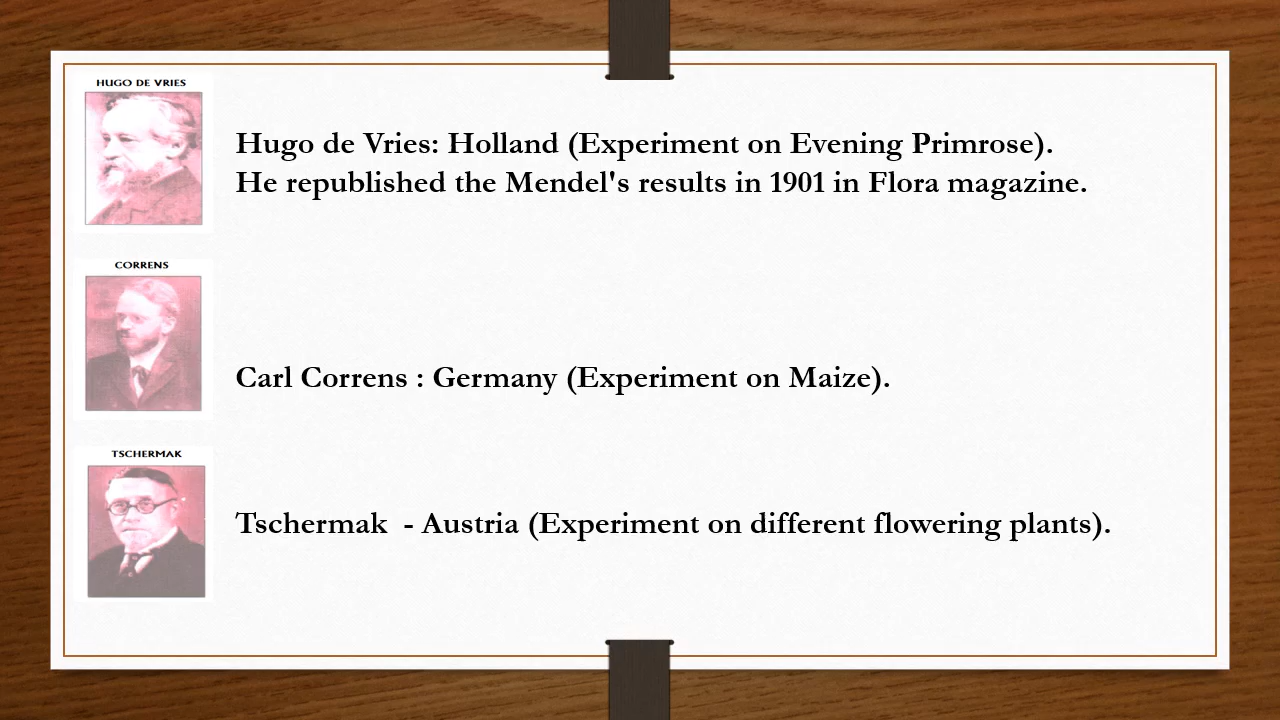 HUGO DE VRIES
Hugo de Vries: Holland (Experiment on Evening Primrose).
He republished the Mendel's results in 1901 in Flora magazine.
CORRENS
Carl Correns : Germany (Experiment on Maize).
TSCHERMAK
Tschermak  - Austria (Experiment on different flowering plants).